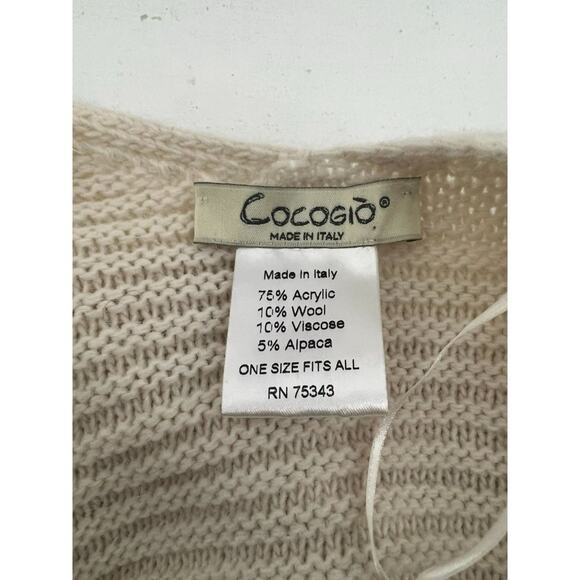 COCOGIÒ®
MADE IN ITALY
Made in Italy
75% Acrylic
10% Wool
10% Viscose
5% Alpaca
ONE SIZE FITS ALL
RN 75343